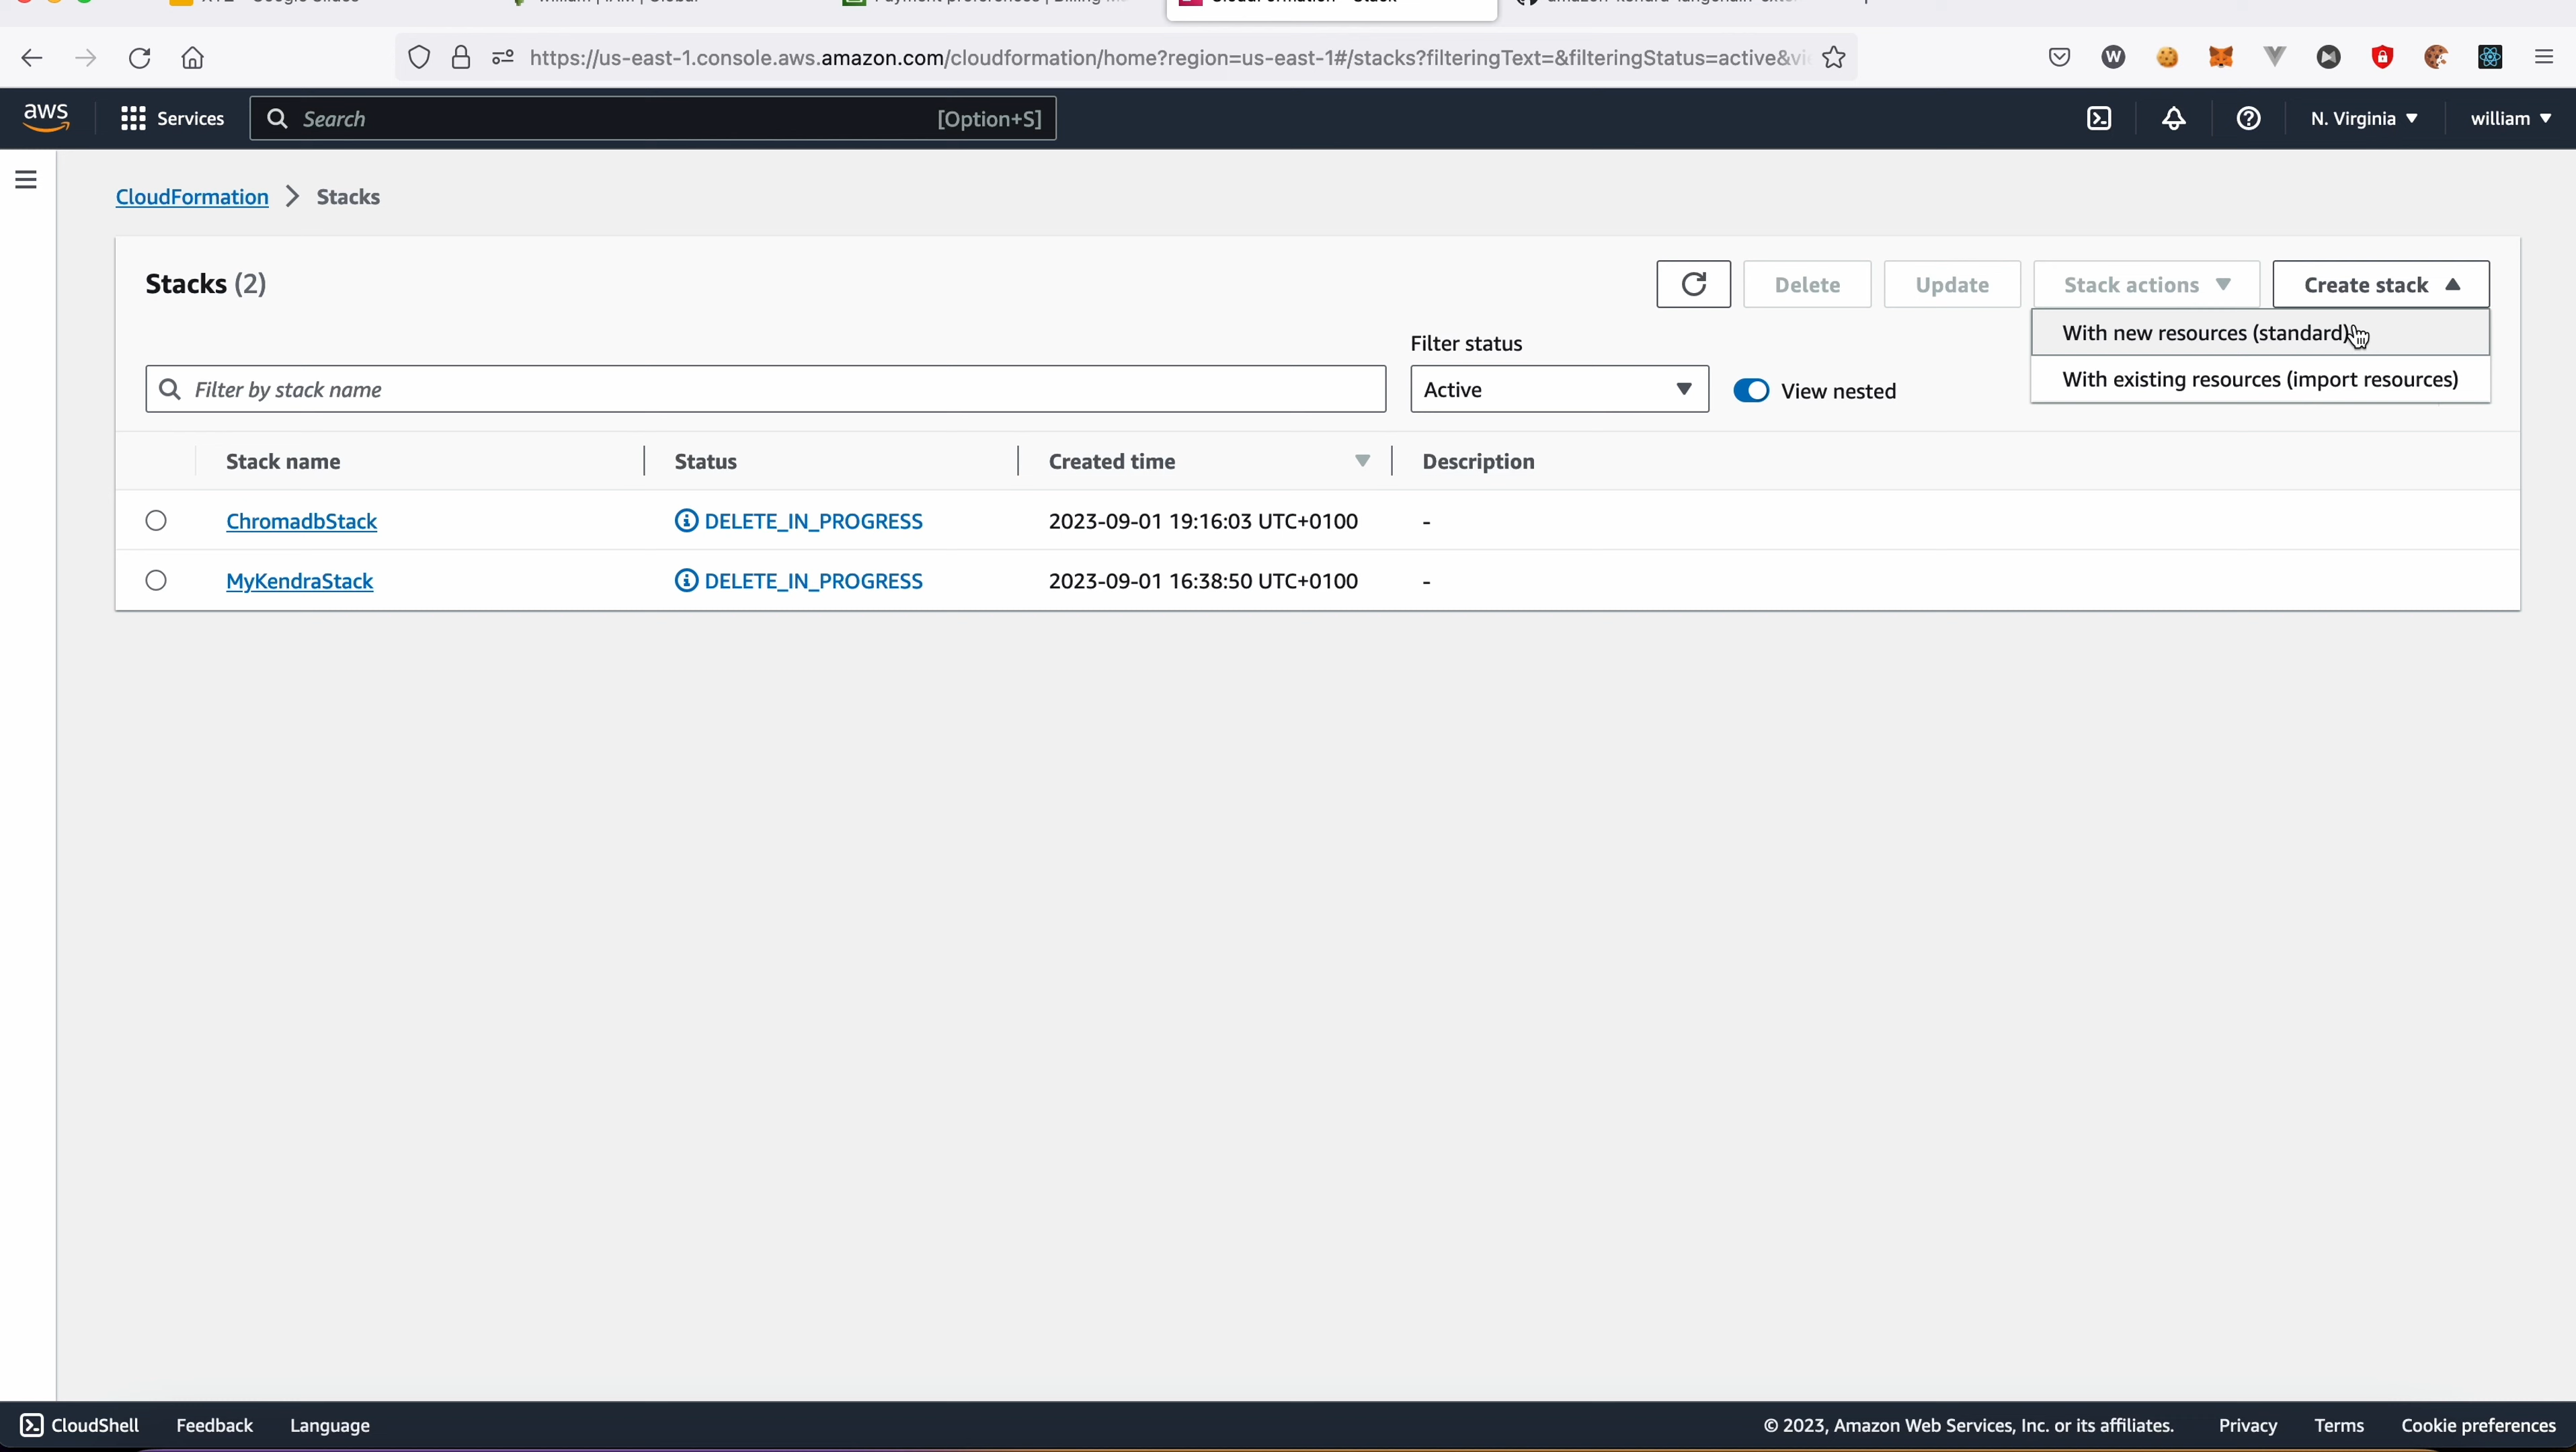 https://us-east-1.console.aws.amazon.com/cloudformation/home?region=us-east-1#/stacks?filteringText=&filteringStatus=active&vi
aws Services Search [Option+S] N. Virginia ▼ william ▼
CloudFormation > Stacks
Stacks (2) Delete Update Stack actions ▼ Create stack ▲
With new resources (standard)
Filter status
With existing resources (import resources)
Filter by stack name Active ▼ View nested
Stack name Status Created time ▼ Description
ChromadbStack DELETE_IN_PROGRESS 2023-09-01 19:16:03 UTC+0100 -
MyKendraStack DELETE_IN_PROGRESS 2023-09-01 16:38:50 UTC+0100 -
CloudShell Feedback Language © 2023, Amazon Web Services, Inc. or its affiliates. Privacy Terms Cookie preferences